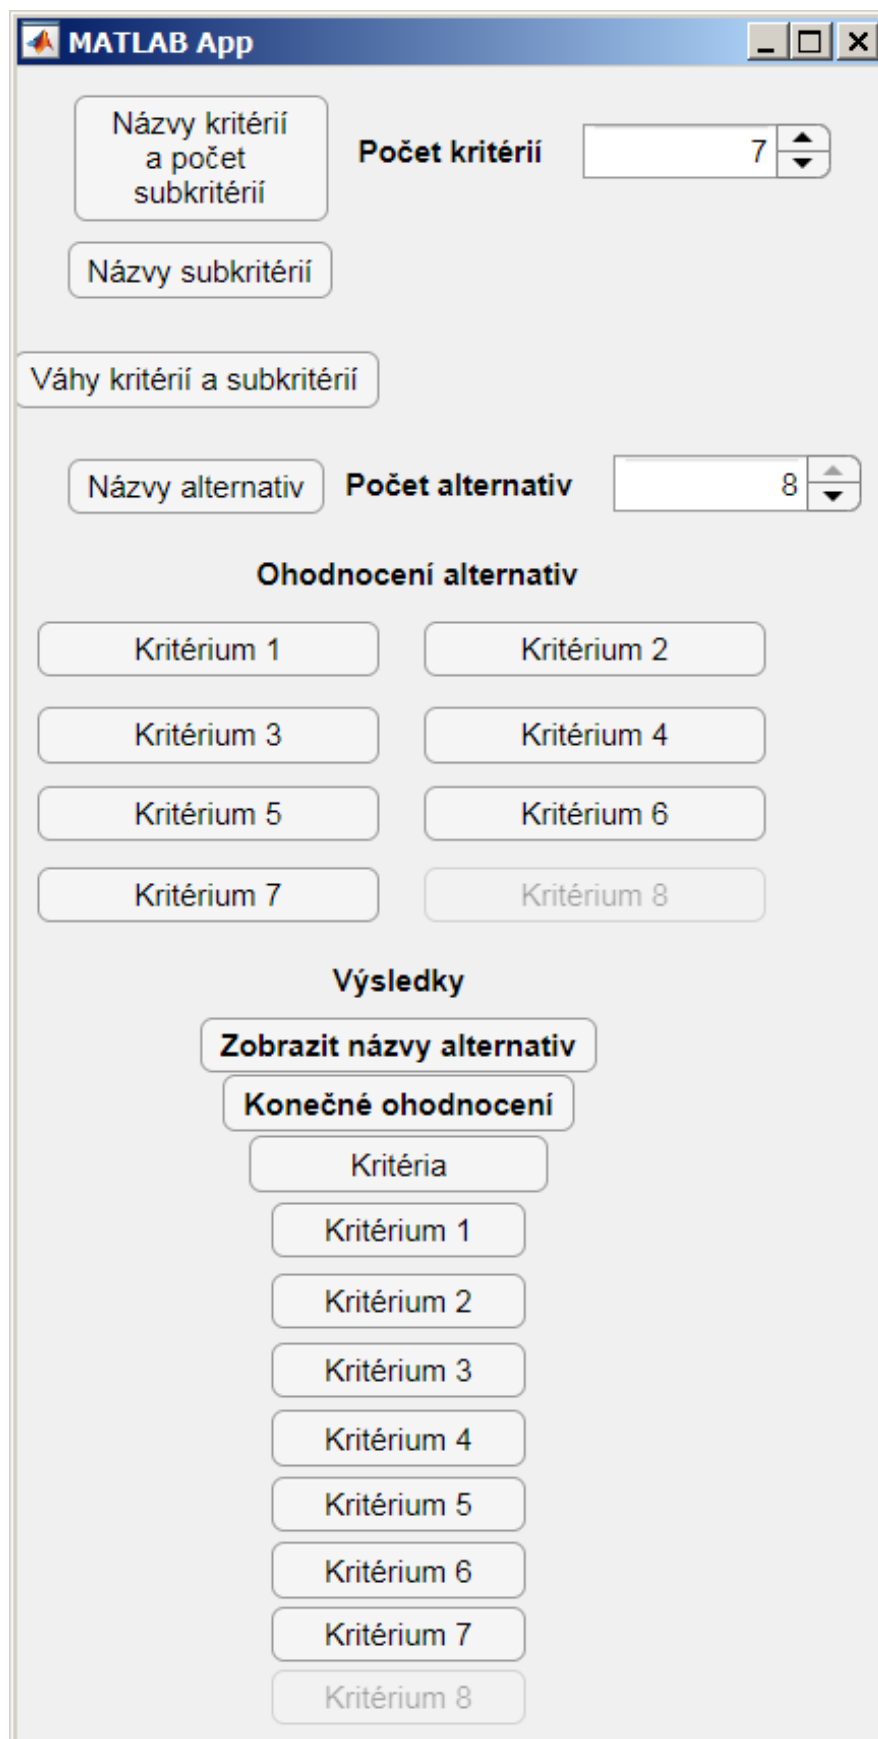 MATLAB App
Názvy kritérií
a počet
subkritérií
Počet kritérií
7
Názvy subkritérií
Váhy kritérií a subkritérií
Názvy alternativ
Počet alternativ
8
Ohodnocení alternativ
Kritérium 1
Kritérium 2
Kritérium 3
Kritérium 4
Kritérium 5
Kritérium 6
Kritérium 7
Kritérium 8
Výsledky
Zobrazit názvy alternativ
Konečné ohodnocení
Kritéria
Kritérium 1
Kritérium 2
Kritérium 3
Kritérium 4
Kritérium 5
Kritérium 6
Kritérium 7
Kritérium 8